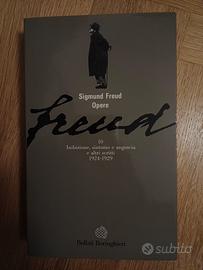 Sigmund Freud
Opere
freud
10
Inibizione, sintomo e angoscia
e altri scritti
1924-1929
Bollati Boringhieri
subito